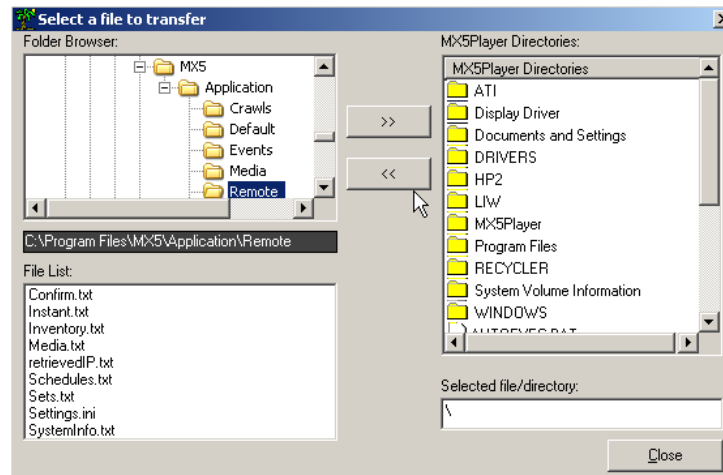 Select a file to transfer
Folder Browser:
MX5
Application
Crawls
Default
Events
Media
Remote
C:\Program Files\MX5\Application\Remote
File List:
Confirm.txt
Instant.txt
Inventory.txt
Media.txt
retrievedIP.txt
Schedules.txt
Sets.txt
Settings.ini
SystemInfo.txt
>>
<<
MX5Player Directories:
MX5Player Directories
ATI
Display Driver
Documents and Settings
DRIVERS
HP2
LIW
MX5Player
Program Files
RECYCLER
System Volume Information
WINDOWS
Selected file/directory:
\
Close